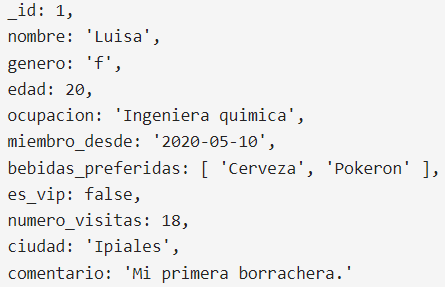 _id: 1,
nombre: 'Luisa',
genero: 'f',
edad: 20,
ocupacion: 'Ingeniera quimica',
miembro_desde: '2020-05-10',
bebidas_preferidas: [ 'Cerveza', 'Pokeron' ],
es_vip: false,
numero_visitas: 18,
ciudad: 'Ipiales',
comentario: 'Mi primera borrachera.'